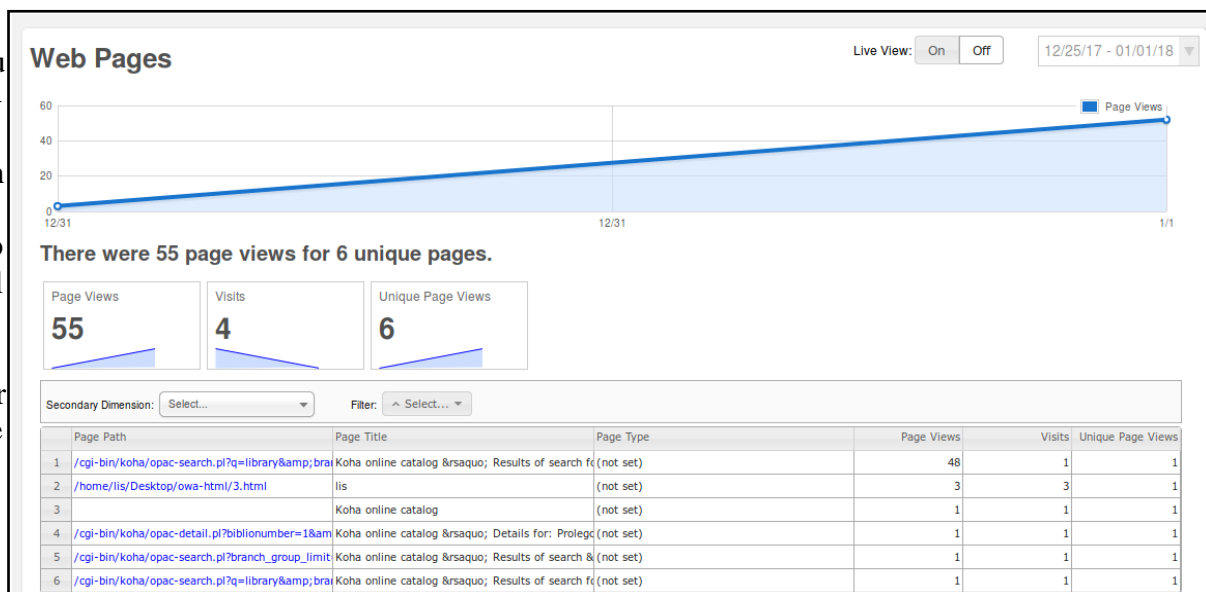 Web Pages
Live View: On Off 12/25/17 - 01/01/18
60
Page Views
40
20
0
12/31 12/31 1/1
There were 55 page views for 6 unique pages.
Page Views Visits Unique Page Views
55 4 6
Secondary Dimension: Select... Filter: Select...
Page Path Page Title Page Type Page Views Visits Unique Page Views
1 /cgi-bin/koha/opac-search.pl?q=library&amp;bra Koha online catalog &rsaquo; Results of search fo (not set) 48 1 1
2 /home/lis/Desktop/owa-html/3.html lis (not set) 3 3 1
3 Koha online catalog (not set) 1 1 1
4 /cgi-bin/koha/opac-detail.pl?biblionumber=1&am Koha online catalog &rsaquo; Details for: Prolego (not set) 1 1 1
5 /cgi-bin/koha/opac-search.pl?branch_group_limit Koha online catalog &rsaquo; Results of search & (not set) 1 1 1
6 /cgi-bin/koha/opac-search.pl?q=library&amp;bra Koha online catalog &rsaquo; Results of search fo (not set) 1 1 1